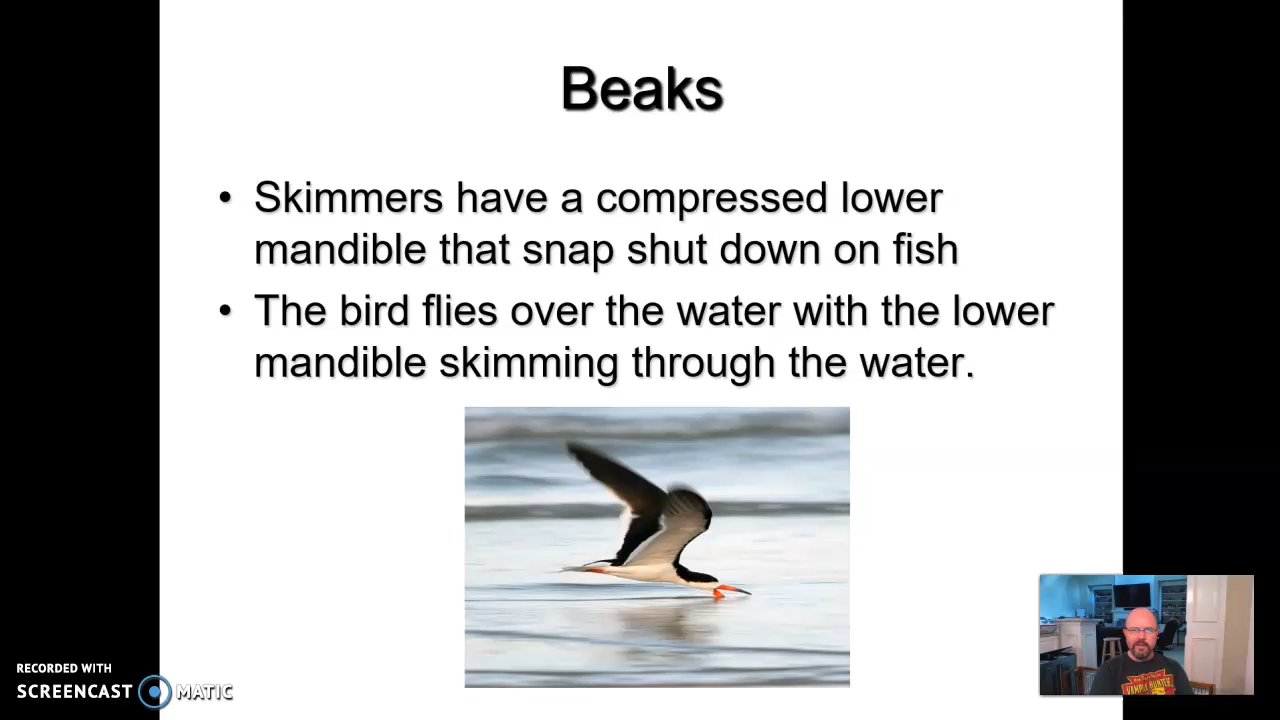 Beaks
• Skimmers have a compressed lower
mandible that snap shut down on fish
• The bird flies over the water with the lower
mandible skimming through the water.
RECORDED WITH
SCREENCAST MATIC